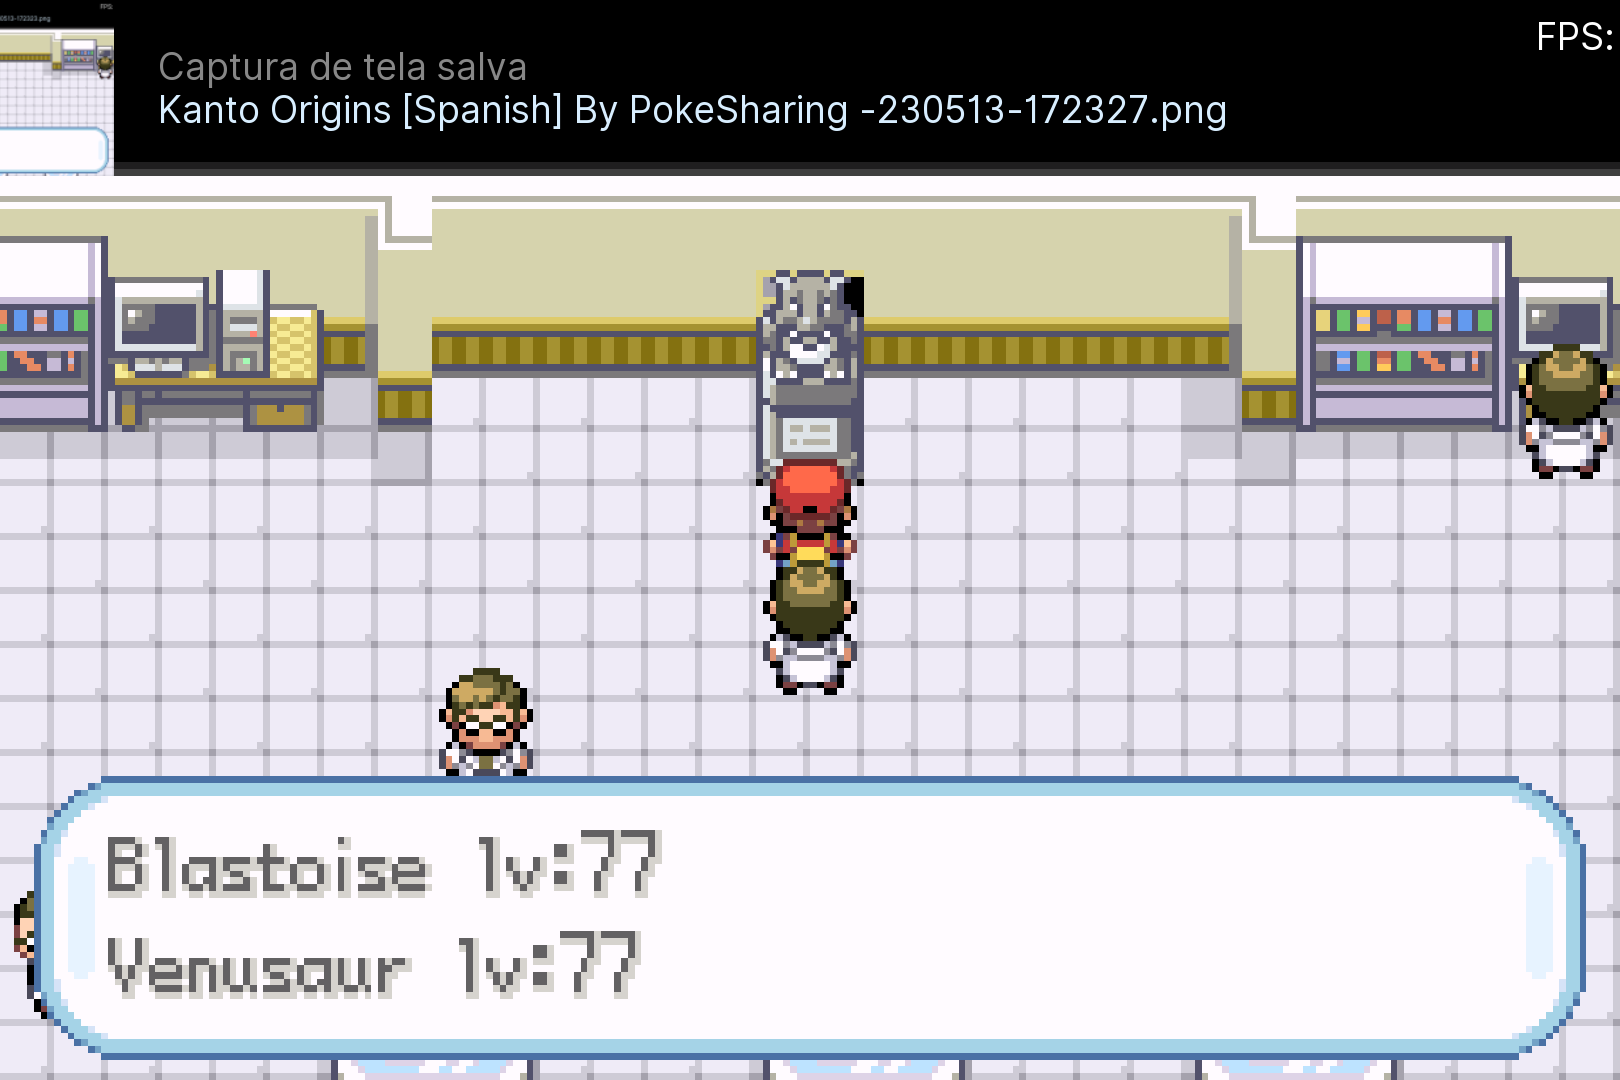 FPS:
Captura de tela salva
Kanto Origins [Spanish] By PokeSharing -230513-172327.png
Blastoise lv:77
Venusaur lv:77